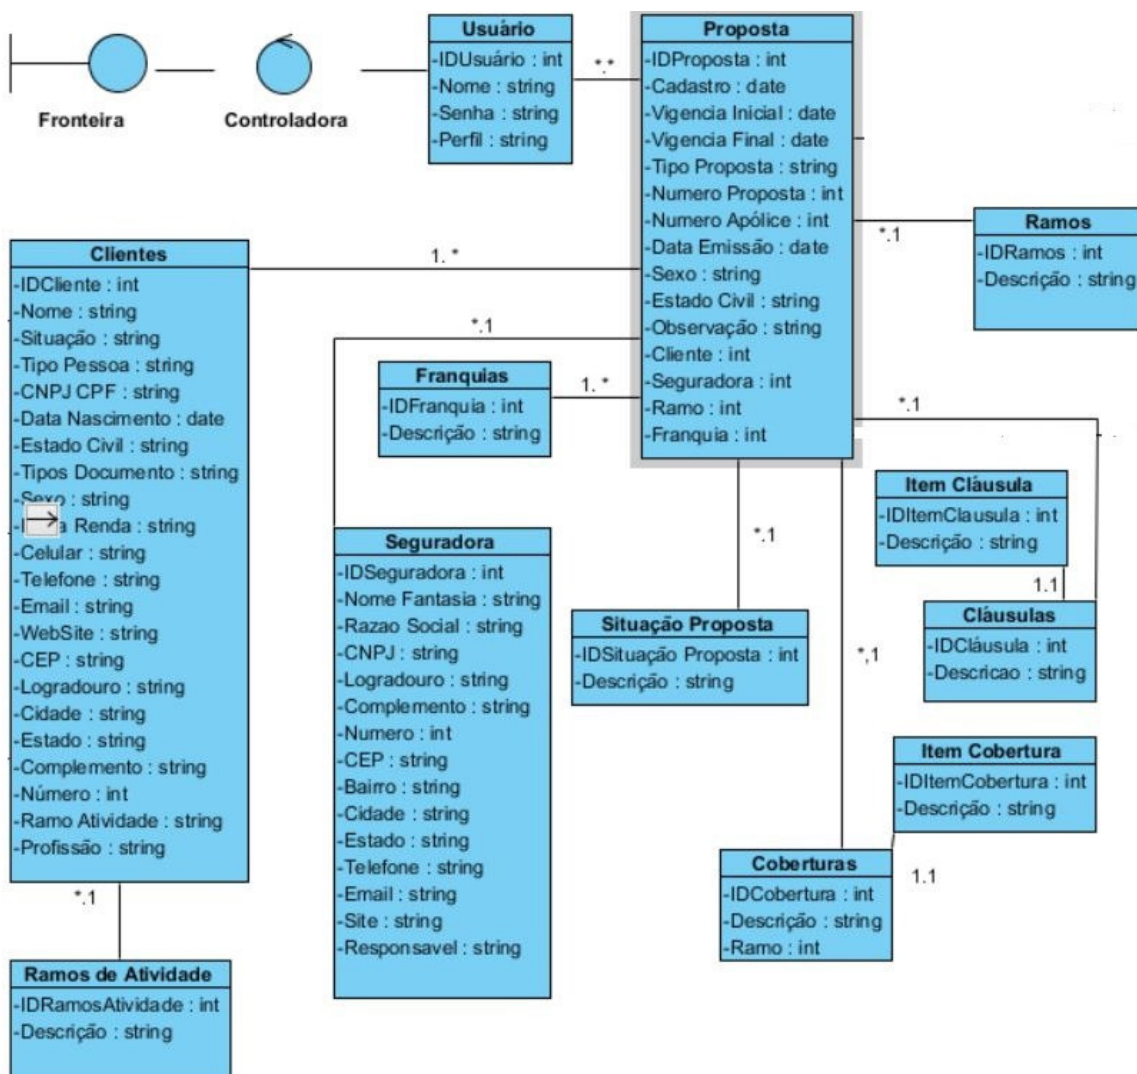 Fronteira
Controladora
Usuário
-IDUsuário : int
-Nome : string
-Senha : string
-Perfil : string
*.*
Proposta
-IDProposta : int
-Cadastro : date
-Vigencia Inicial : date
-Vigencia Final : date
-Tipo Proposta : string
-Numero Proposta : int
-Numero Apólice : int
-Data Emissão : date
-Sexo : string
-Estado Civil : string
-Observação : string
-Cliente : int
-Seguradora : int
-Ramo : int
-Franquia : int
*.1
Ramos
-IDRamos : int
-Descrição : string
Clientes
-IDCliente : int
-Nome : string
-Situação : string
-Tipo Pessoa : string
-CNPJ CPF : string
-Data Nascimento : date
-Estado Civil : string
-Tipos Documento : string
-Sexo : string
Renda : string
-Celular : string
-Telefone : string
-Email : string
-WebSite : string
-CEP : string
-Logradouro : string
-Cidade : string
-Estado : string
-Complemento : string
-Número : int
-Ramo Atividade : string
-Profissão : string
1. *
*.1
Franquias
-IDFranquia : int
-Descrição : string
1. *
*.1
Item Cláusula
-IDItemClausula : int
-Descrição : string
1.1
Cláusulas
-IDCláusula : int
-Descricao : string
Seguradora
-IDSeguradora : int
-Nome Fantasia : string
-Razao Social : string
-CNPJ : string
-Logradouro : string
-Complemento : string
-Numero : int
-CEP : string
-Bairro : string
-Cidade : string
-Estado : string
-Telefone : string
-Email : string
-Site : string
-Responsavel : string
*.1
Situação Proposta
-IDSituação Proposta : int
-Descrição : string
*,1
Item Cobertura
-IDItemCobertura : int
-Descrição : string
1.1
Coberturas
-IDCobertura : int
-Descrição : string
-Ramo : int
*.1
Ramos de Atividade
-IDRamosAtividade : int
-Descrição : string